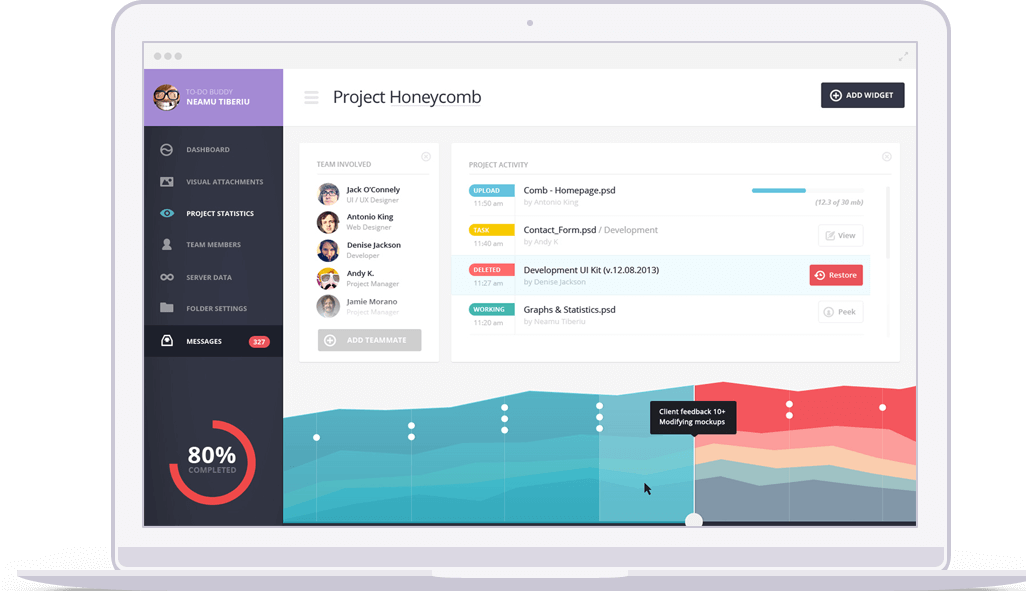 TO-DO BUDDY
NEAMU TIBERIU
Project Honeycomb
ADD WIDGET
DASHBOARD
VISUAL ATTACHMENTS
PROJECT STATISTICS
TEAM MEMBERS
SERVER DATA
FOLDER SETTINGS
MESSAGES 327
80%
COMPLETED
TEAM INVOLVED
Jack O'Connely
UI / UX Designer
Antonio King
Web Designer
Denise Jackson
Developer
Andy K.
Project Manager
Jamie Morano
Project Manager
ADD TEAMMATE
PROJECT ACTIVITY
UPLOAD Comb - Homepage.psd
11:50 am by Antonio King (12.3 of 30 mb)
TASK Contact_Form.psd / Development
11:40 am by Andy K View
DELETED Development UI Kit (v.12.08.2013)
11:27 am by Denise Jackson Restore
WORKING Graphs & Statistics.psd
11:20 am by Neamu Tiberiu Peek
Client feedback 10+
Modifying mockups